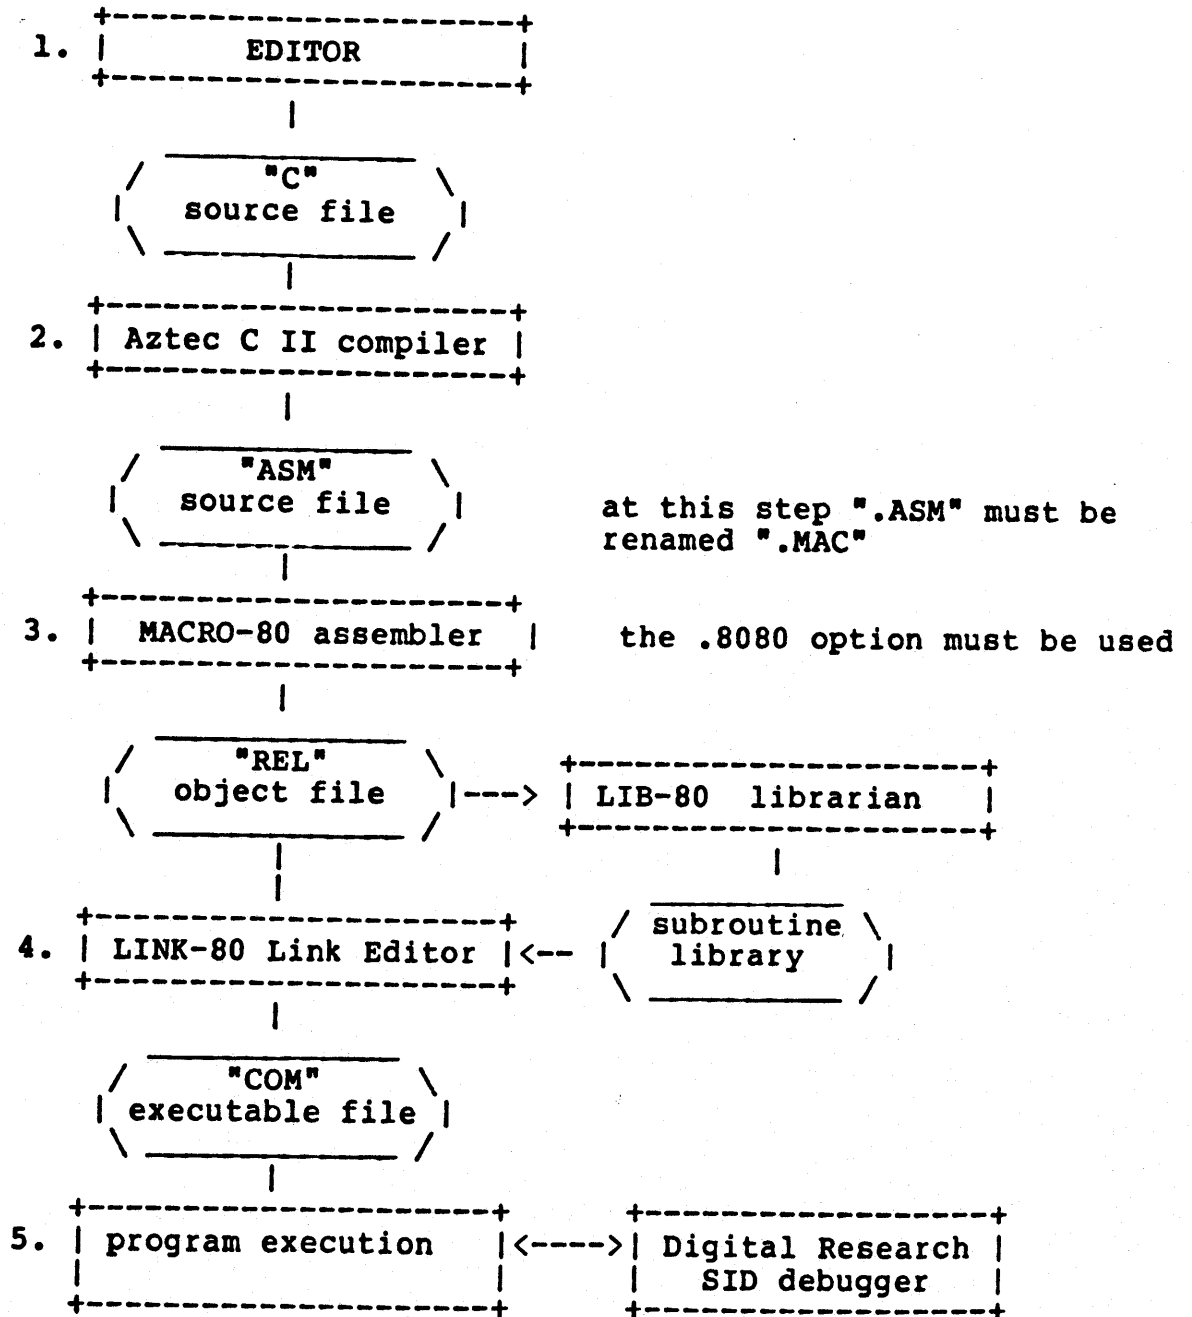 1. EDITOR
"C"
source file
2. Aztec C II compiler
"ASM"
source file
at this step ".ASM" must be
renamed ".MAC"
3. MACRO-80 assembler
the .8080 option must be used
"REL"
object file
LIB-80 librarian
subroutine
library
4. LINK-80 Link Editor
"COM"
executable file
5. program execution
Digital Research
SID debugger